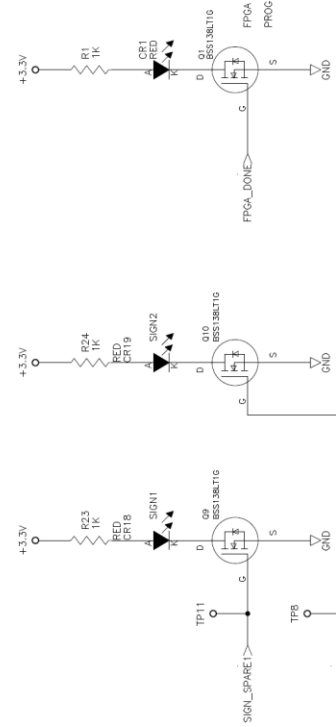 +3.3V
R1
1K
CR1
RED
A
K
D
Q1
BSS138LT1G
FPGA
PROG
S
G
GND
FPGA_DONE
+3.3V
R24
1K
RED
CR19
A
K
SIGN2
D
Q10
BSS138LT1G
S
G
GND
+3.3V
R23
1K
RED
CR18
A
K
SIGN1
D
Q9
BSS138LT1G
S
G
GND
TP11
SIGN_SPARE1
TP8